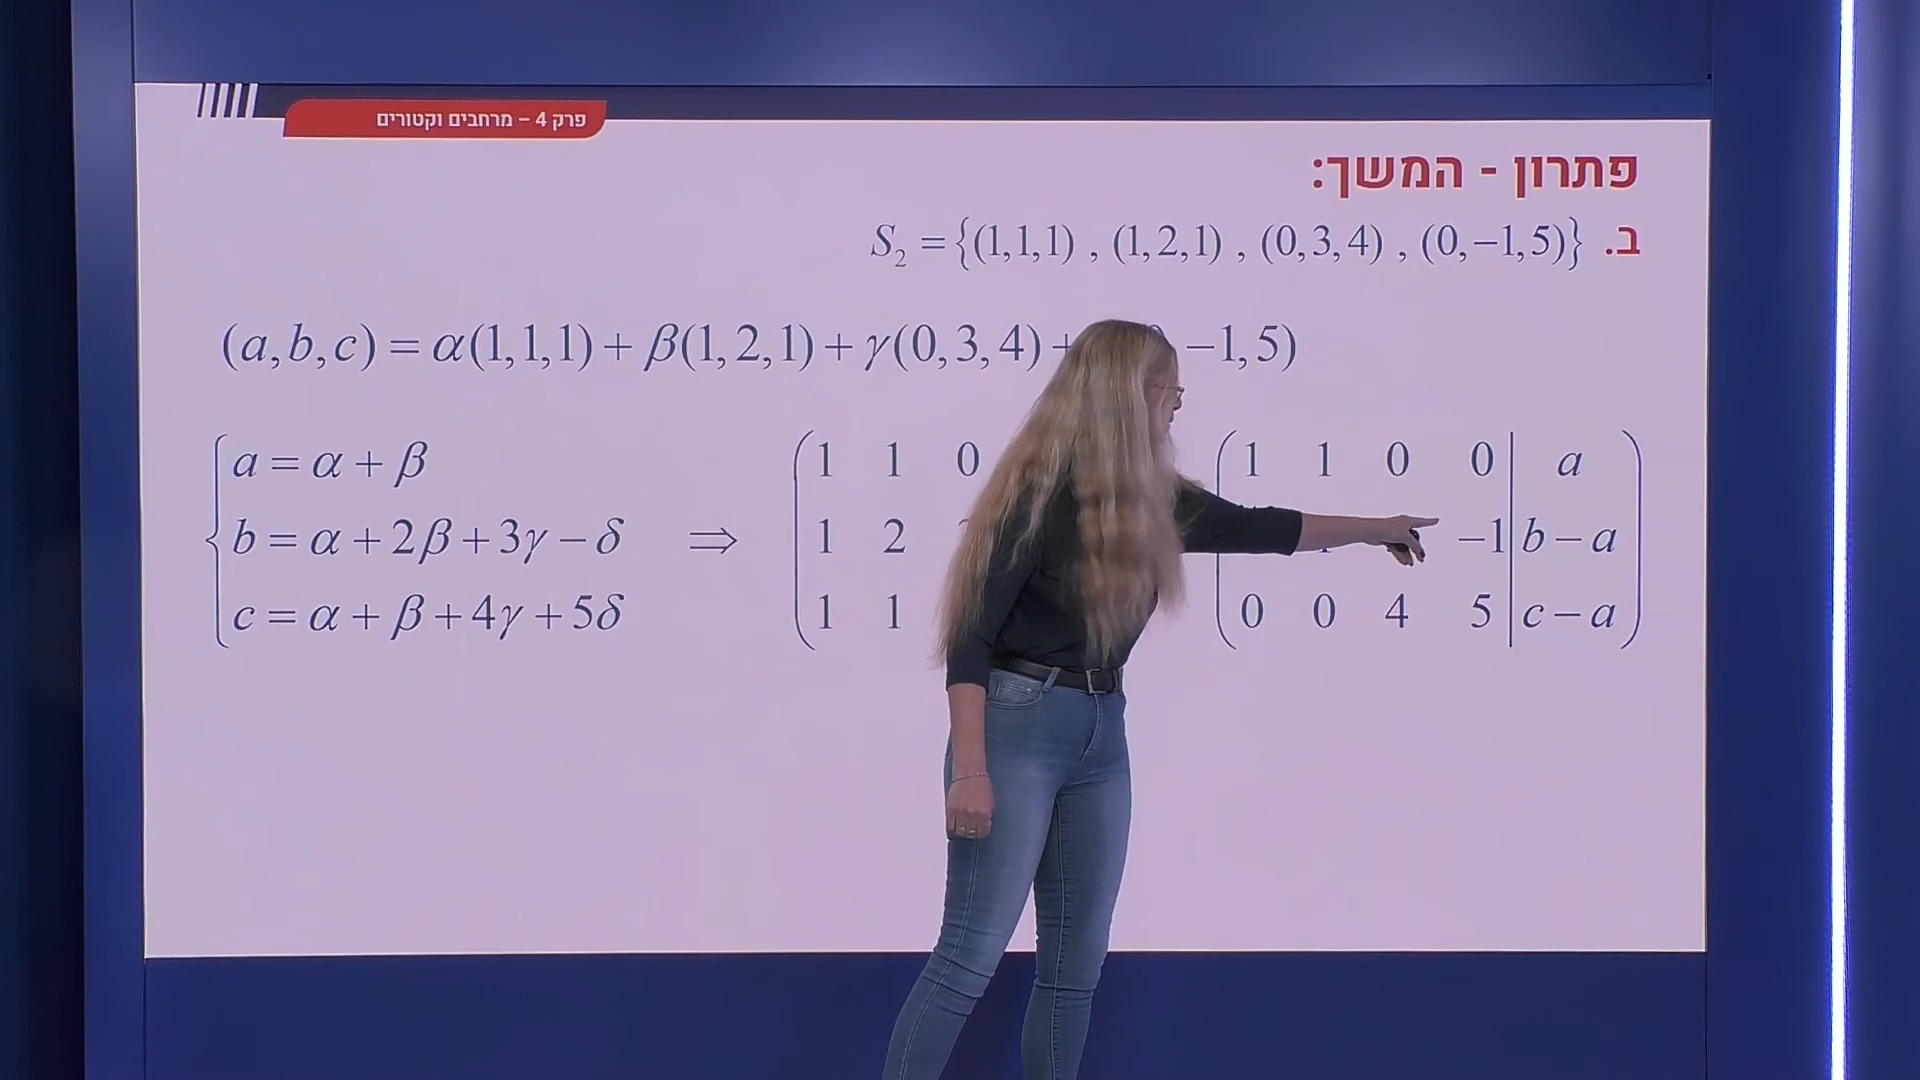 פרק 4 – מרחבים וקטורים
פתרון - המשך:
ב. S₂ = {(1,1,1) , (1,2,1) , (0,3,4) , (0,−1,5)}
(a,b,c) = α(1,1,1) + β(1,2,1) + γ(0,3,4) + −1,5)
a = α + β
b = α + 2β + 3γ − δ
c = α + β + 4γ + 5δ
⇒
1 1 0
1 2
1 1
1 1 0 0 | a
−1 | b − a
0 0 4 5 | c − a